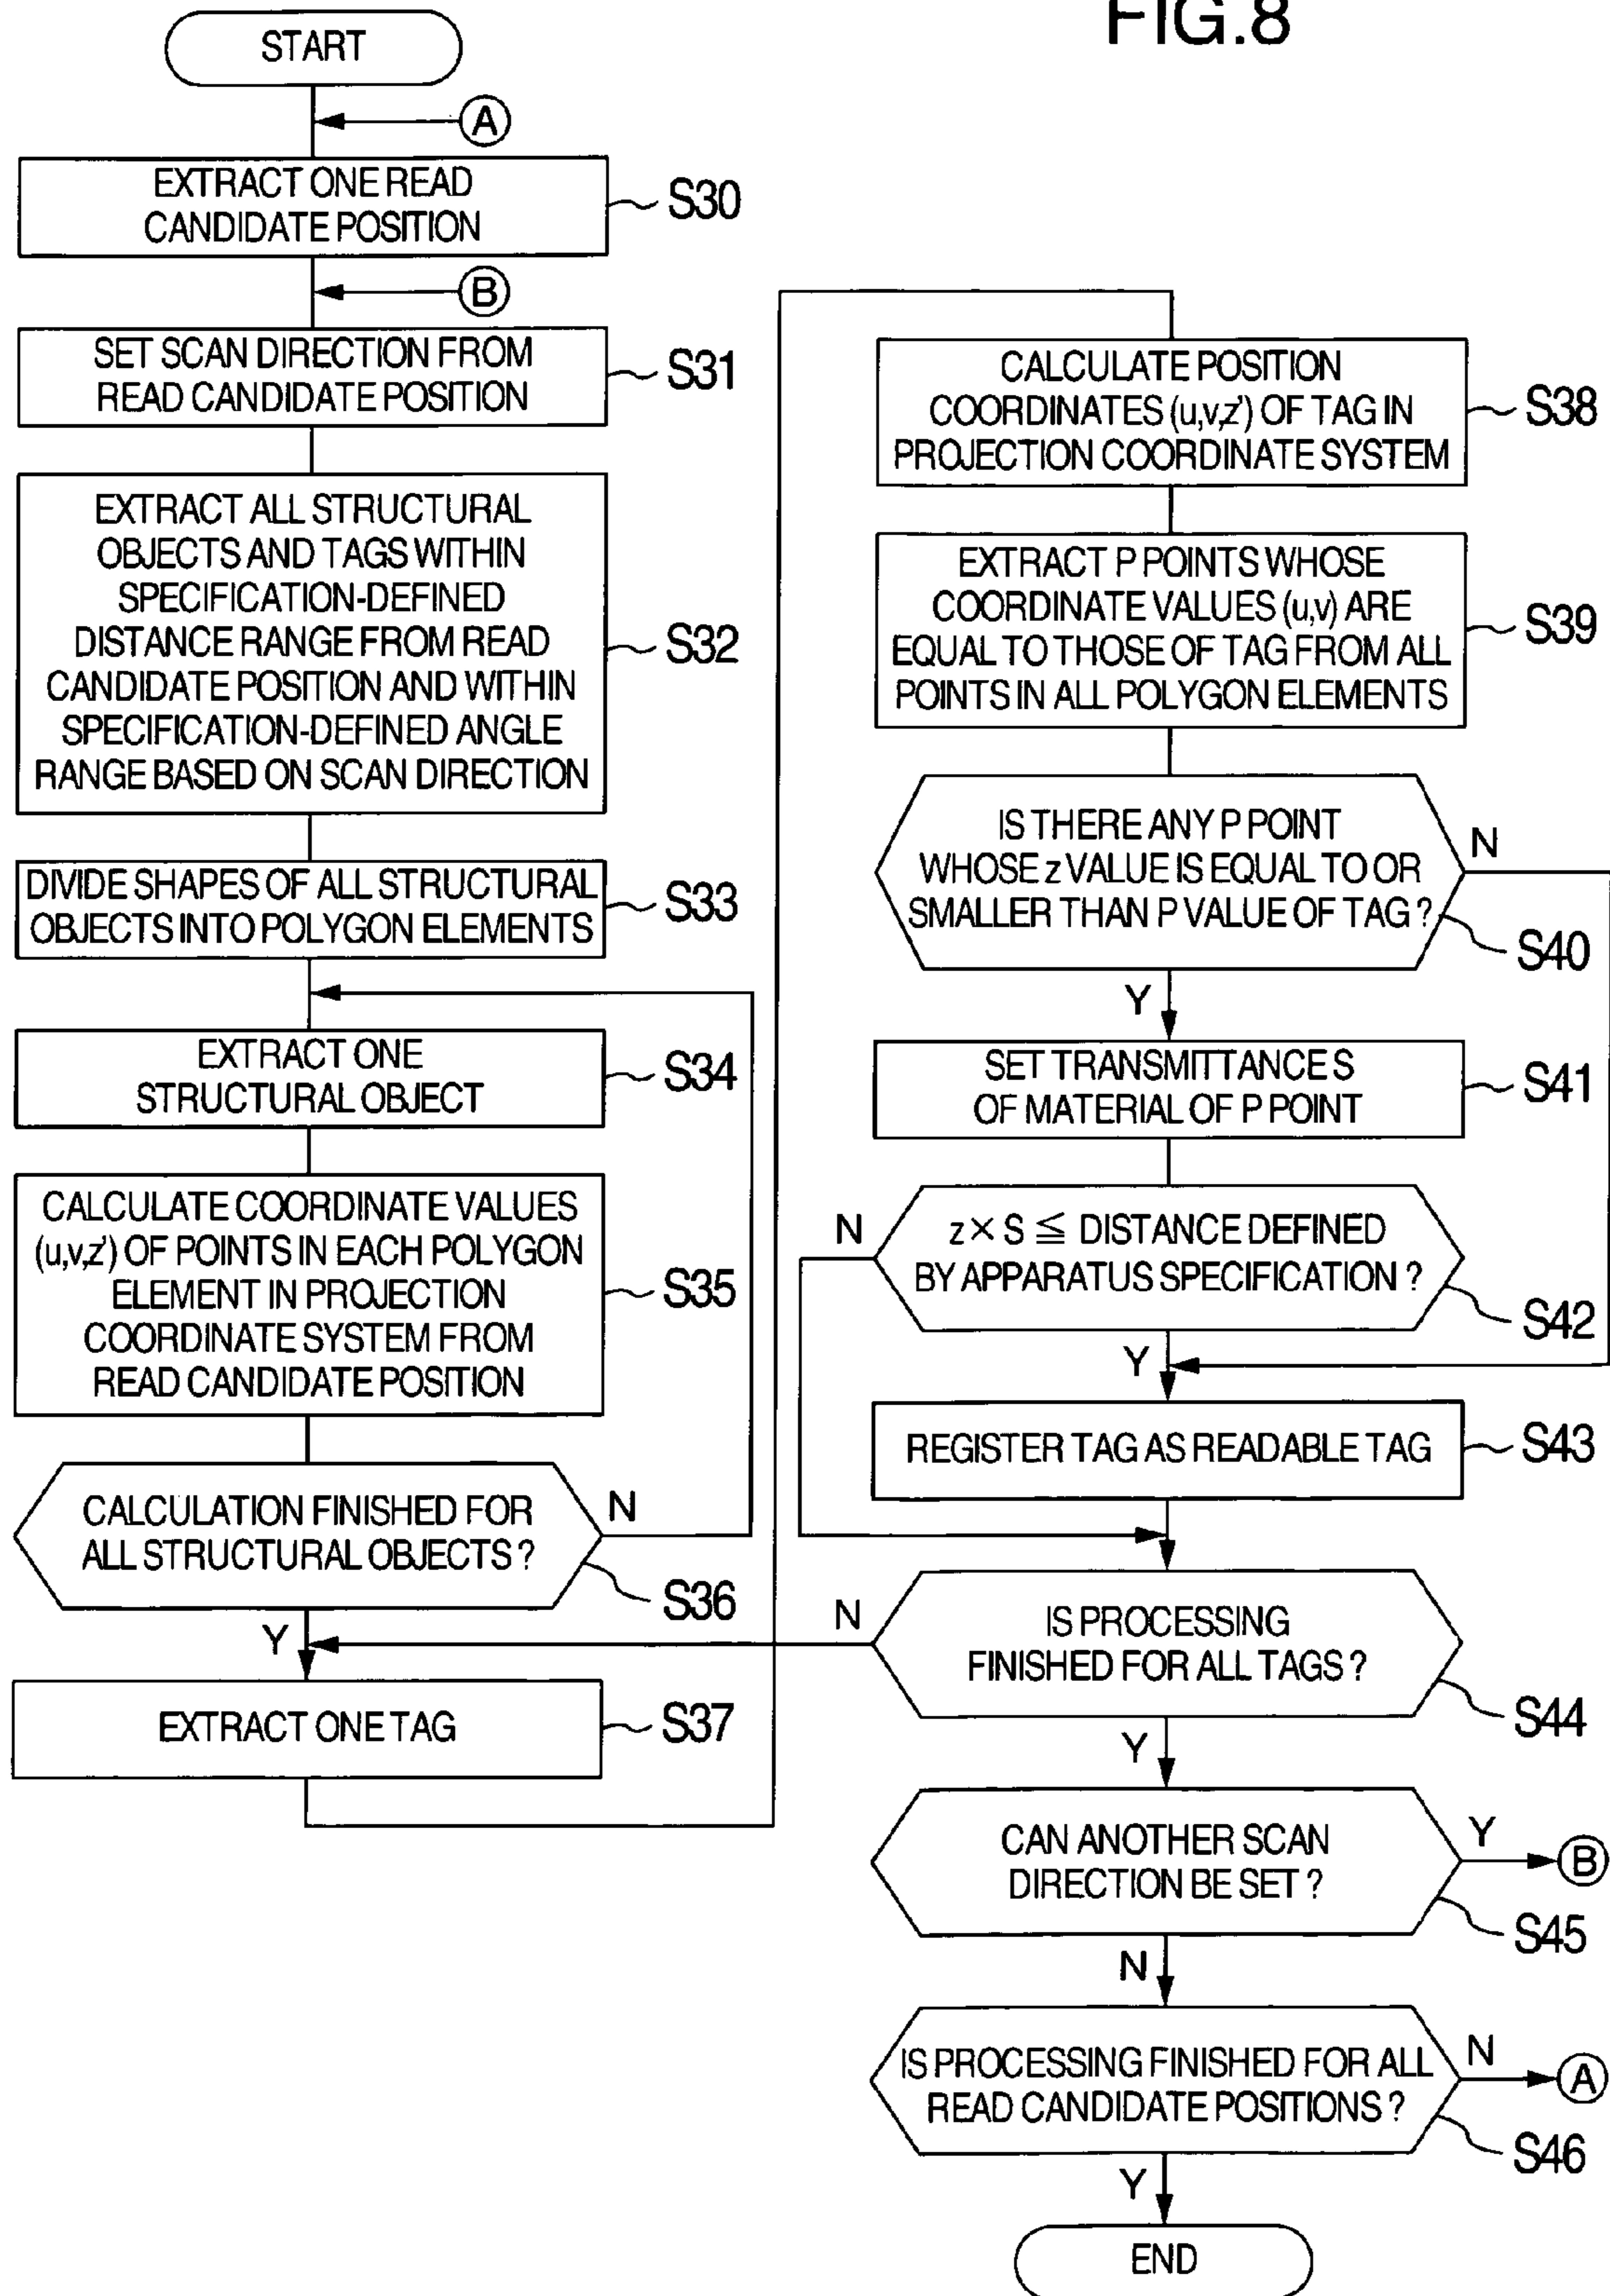 FIG.8
START
A
EXTRACT ONE READ
CANDIDATE POSITION
S30
B
SET SCAN DIRECTION FROM
READ CANDIDATE POSITION
S31
EXTRACT ALL STRUCTURAL
OBJECTS AND TAGS WITHIN
SPECIFICATION-DEFINED
DISTANCE RANGE FROM READ
CANDIDATE POSITION AND WITHIN
SPECIFICATION-DEFINED ANGLE
RANGE BASED ON SCAN DIRECTION
S32
DIVIDE SHAPES OF ALL STRUCTURAL
OBJECTS INTO POLYGON ELEMENTS
S33
EXTRACT ONE
STRUCTURAL OBJECT
S34
CALCULATE COORDINATE VALUES
(u,v,z') OF POINTS IN EACH POLYGON
ELEMENT IN PROJECTION
COORDINATE SYSTEM FROM
READ CANDIDATE POSITION
S35
CALCULATION FINISHED FOR
ALL STRUCTURAL OBJECTS ?
N
S36
Y
EXTRACT ONE TAG
S37
CALCULATE POSITION
COORDINATES (u,v,z') OF TAG IN
PROJECTION COORDINATE SYSTEM
S38
EXTRACT P POINTS WHOSE
COORDINATE VALUES (u,v) ARE
EQUAL TO THOSE OF TAG FROM ALL
POINTS IN ALL POLYGON ELEMENTS
S39
IS THERE ANY P POINT
WHOSE z VALUE IS EQUAL TO OR
SMALLER THAN P VALUE OF TAG ?
N
S40
Y
SET TRANSMITTANCE S
OF MATERIAL OF P POINT
S41
N
z × S ≦ DISTANCE DEFINED
BY APPARATUS SPECIFICATION ?
S42
Y
REGISTER TAG AS READABLE TAG
S43
N
IS PROCESSING
FINISHED FOR ALL TAGS ?
S44
Y
CAN ANOTHER SCAN
DIRECTION BE SET ?
Y
B
S45
N
IS PROCESSING FINISHED FOR ALL
READ CANDIDATE POSITIONS ?
N
A
S46
Y
END